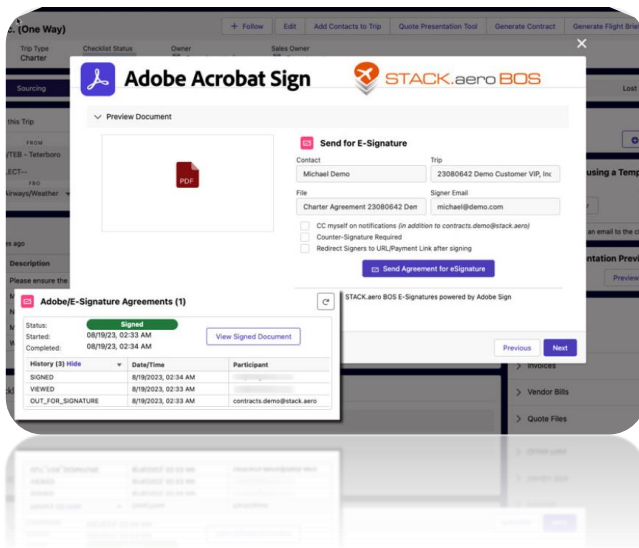 c. (One Way)
+ Follow
Edit
Add Contacts to Trip
Quote Presentation Tool
Generate Contract
Generate Flight Brief
Trip Type
Checklist Status
Owner
Sales Owner
Charter
Adobe Acrobat Sign
STACK.aero BOS
Sourcing
Lost
Preview Document
this Trip
FROM
/TEB - Teterboro
FBO
Airways/Weather
PDF
Send for E-Signature
Contact
Trip
Michael Demo
23080642 Demo Customer VIP, Inc
File
Signer Email
Charter Agreement 23080642 Dem
michael@demo.com
CC myself on notifications (in addition to contracts.demo@stack.aero)
Counter-Signature Required
Redirect Signers to URL/Payment Link after signing
Send Agreement for eSignature
STACK.aero BOS E-Signatures powered by Adobe Sign
using a Temp
an email to the cl
ntation Previ
Preview
es ago
Description
Please ensure the
Adobe/E-Signature Agreements (1)
Status:
Signed
Started:
08/19/23, 02:33 AM
View Signed Document
Completed:
08/19/23, 02:34 AM
History (3) Hide
Date/Time
Participant
SIGNED
8/19/2023, 02:34 AM
VIEWED
8/19/2023, 02:33 AM
OUT_FOR_SIGNATURE
8/19/2023, 02:33 AM
contracts.demo@stack.aero
Previous
Next
Invoices
Vendor Bills
Quote Files